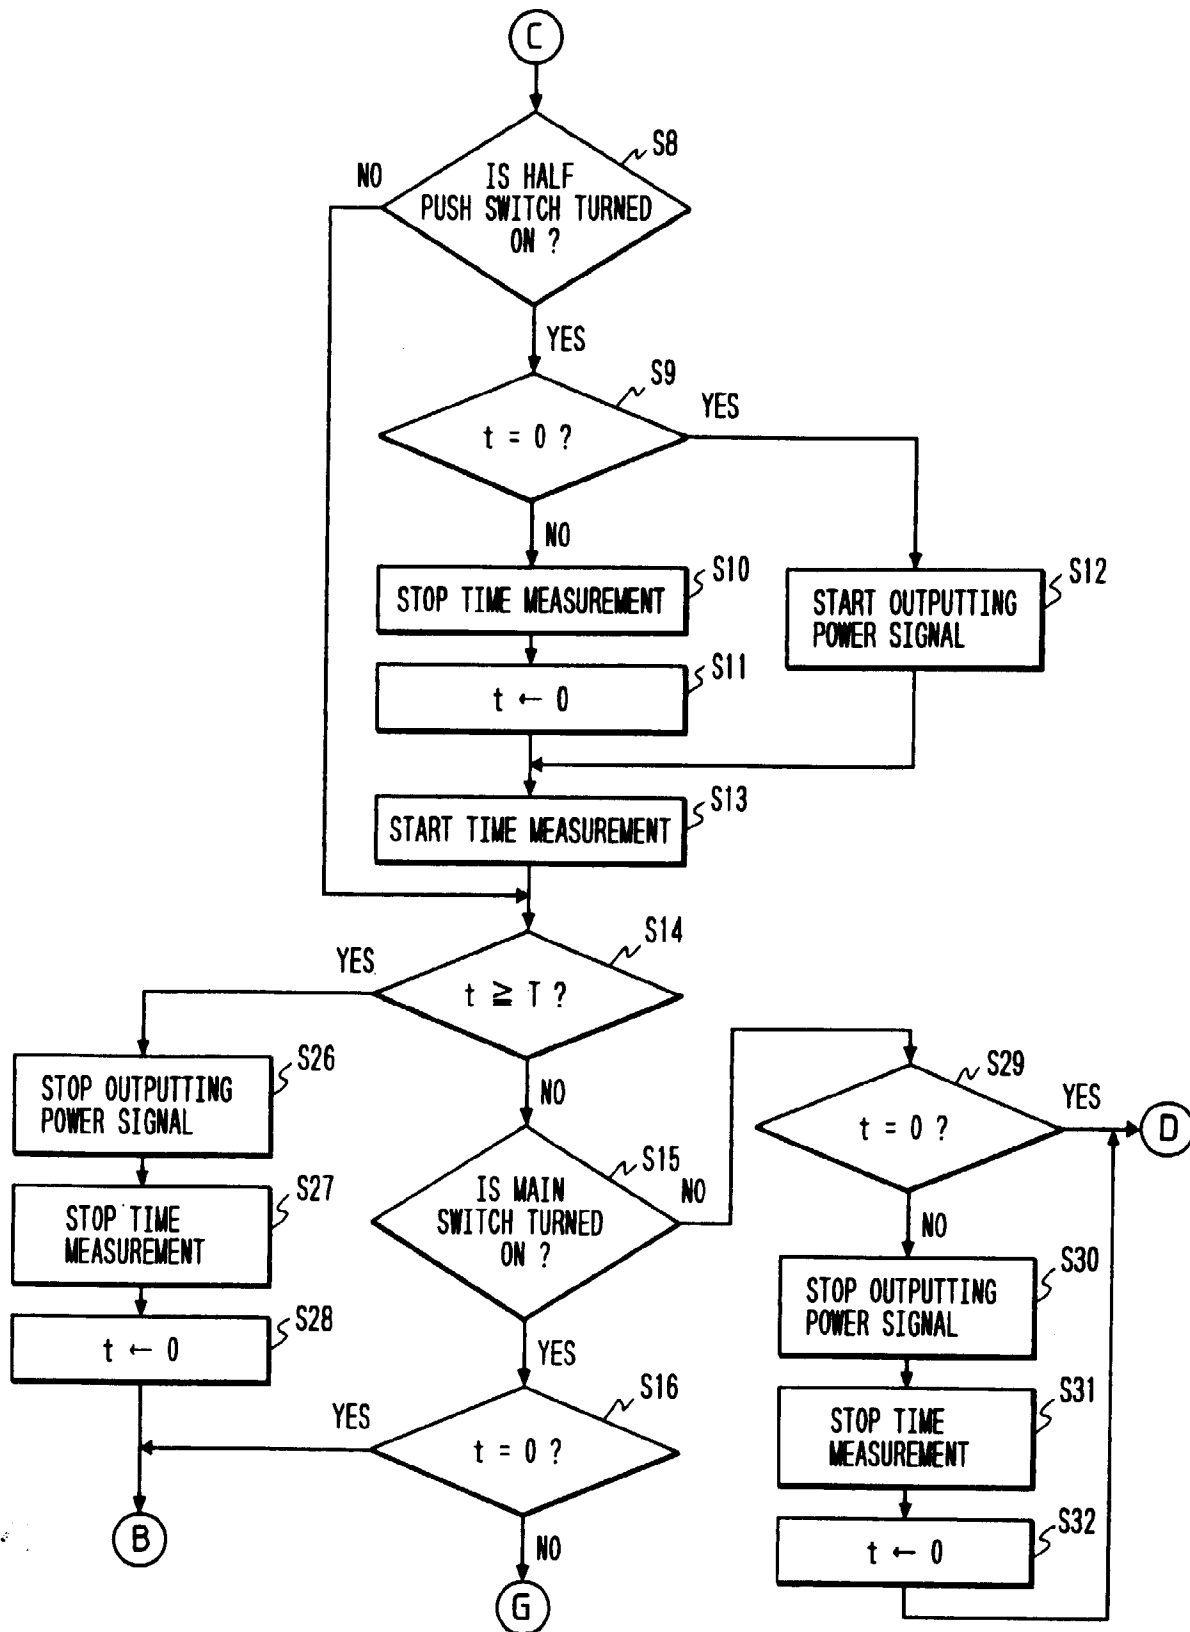 C
S8
NO
IS HALF
PUSH SWITCH TURNED
ON ?
YES
S9
YES
t = 0 ?
NO
S10
STOP TIME MEASUREMENT
S12
START OUTPUTTING
POWER SIGNAL
S11
t ← 0
S13
START TIME MEASUREMENT
S14
YES
t ≧ T ?
NO
S26
STOP OUTPUTTING
POWER SIGNAL
S29
YES
t = 0 ?
D
NO
S15
NO
IS MAIN
SWITCH TURNED
ON ?
YES
S27
STOP TIME
MEASUREMENT
S30
STOP OUTPUTTING
POWER SIGNAL
S28
t ← 0
S16
YES
t = 0 ?
NO
S31
STOP TIME
MEASUREMENT
S32
t ← 0
B
G